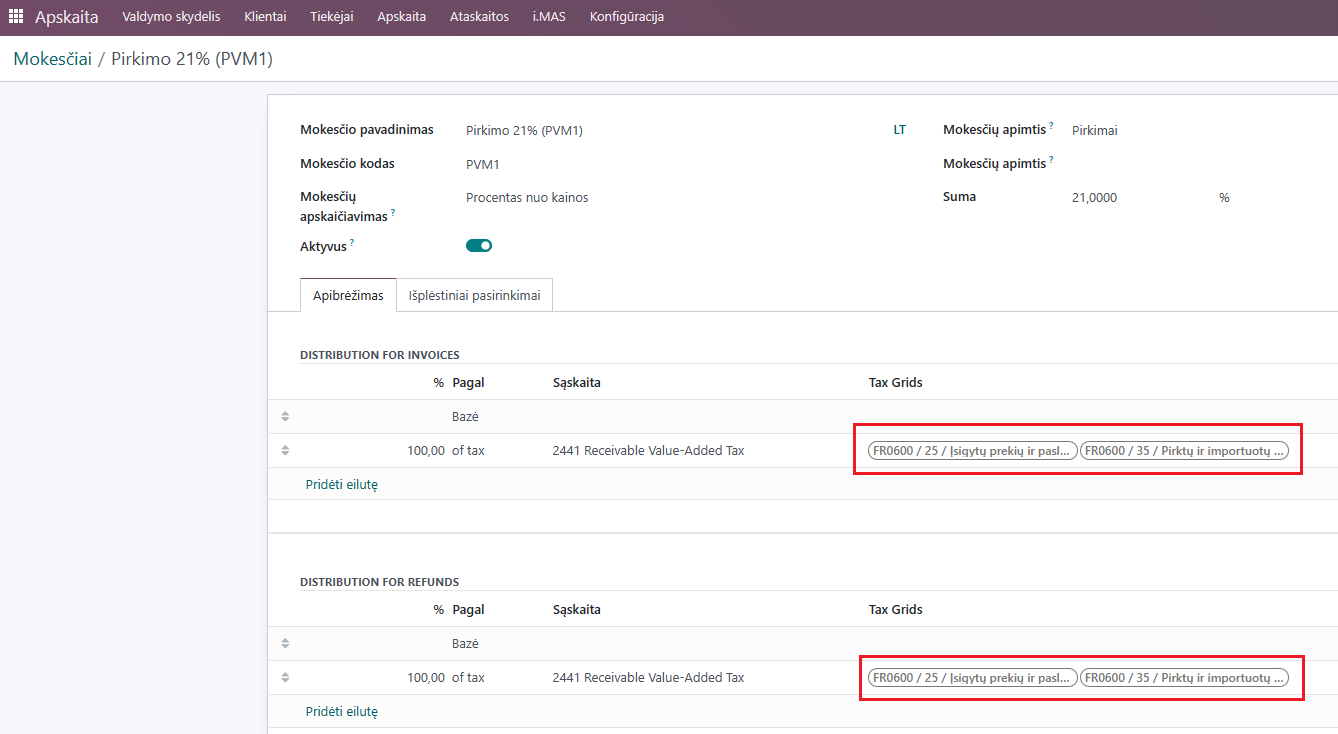 Apskaita Valdymo skydelis Klientai Tiekėjai Apskaita Ataskaitos i.MAS Konfigūracija
Mokesčiai / Pirkimo 21% (PVM1)
Mokesčio pavadinimas Pirkimo 21% (PVM1) LT Mokesčių apimtis ? Pirkimai
Mokesčio kodas PVM1 Mokesčių apimtis ?
Mokesčių apskaičiavimas ? Procentas nuo kainos Suma 21,0000 %
Aktyvus ?
Apibrėžimas Išplėstiniai pasirinkimai
DISTRIBUTION FOR INVOICES
% Pagal Sąskaita Tax Grids
Bazė
100,00 of tax 2441 Receivable Value-Added Tax FR0600 / 25 / Įsigytų prekių ir pasl... FR0600 / 35 / Pirktų ir importuotų ...
Pridėti eilutę
DISTRIBUTION FOR REFUNDS
% Pagal Sąskaita Tax Grids
Bazė
100,00 of tax 2441 Receivable Value-Added Tax FR0600 / 25 / Įsigytų prekių ir pasl... FR0600 / 35 / Pirktų ir importuotų ...
Pridėti eilutę